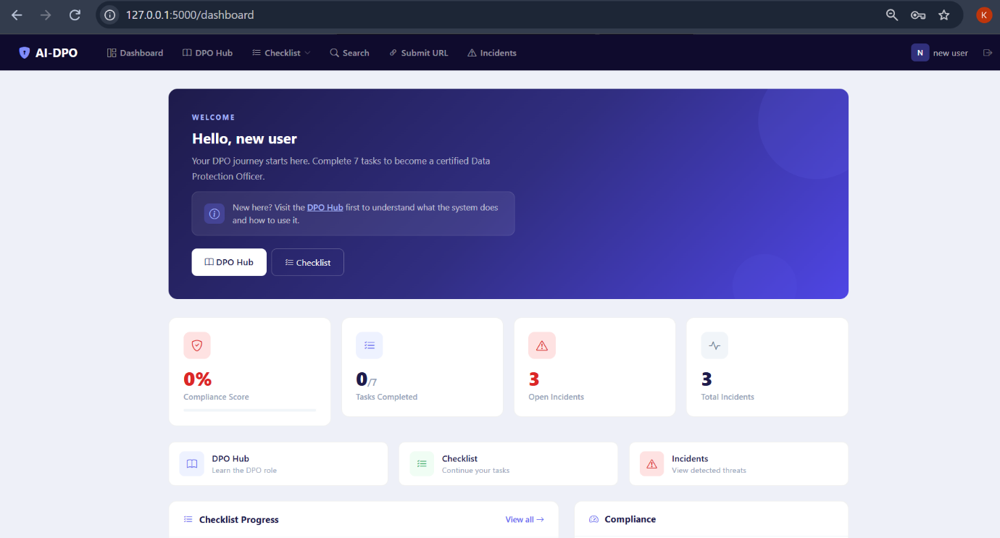 127.0.0.1:5000/dashboard
K
AI-DPO
Dashboard
DPO Hub
Checklist
Search
Submit URL
Incidents
N
new user
WELCOME
Hello, new user
Your DPO journey starts here. Complete 7 tasks to become a certified Data
Protection Officer.
New here? Visit the DPO Hub first to understand what the system does
and how to use it.
DPO Hub
Checklist
0%
Compliance Score
0/7
Tasks Completed
3
Open Incidents
3
Total Incidents
DPO Hub
Learn the DPO role
Checklist
Continue your tasks
Incidents
View detected threats
Checklist Progress
View all →
Compliance